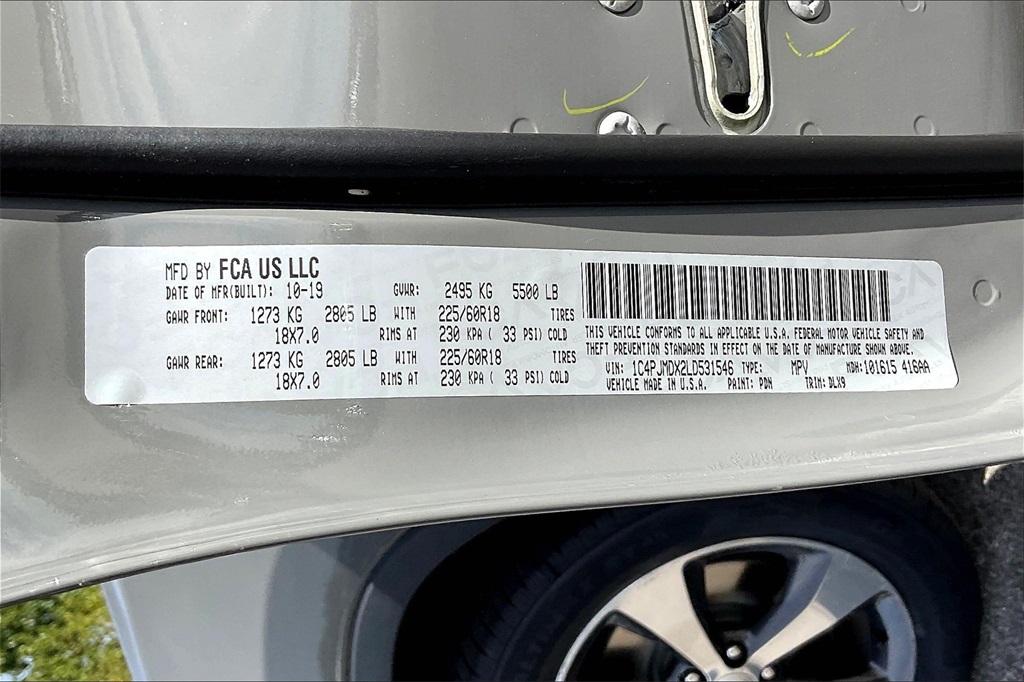 MFD BY FCA US LLC
DATE OF MFR(BUILT): 10-19 GVWR: 2495 KG 5500 LB
GAWR FRONT: 1273 KG 2805 LB WITH 225/60R18 TIRES
18X7.0 RIMS AT 230 KPA ( 33 PSI) COLD
GAWR REAR: 1273 KG 2805 LB WITH 225/60R18 TIRES
18X7.0 RIMS AT 230 KPA ( 33 PSI) COLD
THIS VEHICLE CONFORMS TO ALL APPLICABLE U.S.A. FEDERAL MOTOR VEHICLE SAFETY AND
THEFT PREVENTION STANDARDS IN EFFECT ON THE DATE OF MANUFACTURE SHOWN ABOVE.
VIN: 1C4PJMDX2LD531546 TYPE: MPV MDH: 101615 416AA
VEHICLE MADE IN U.S.A. PAINT: PDN TRIM: DLX9